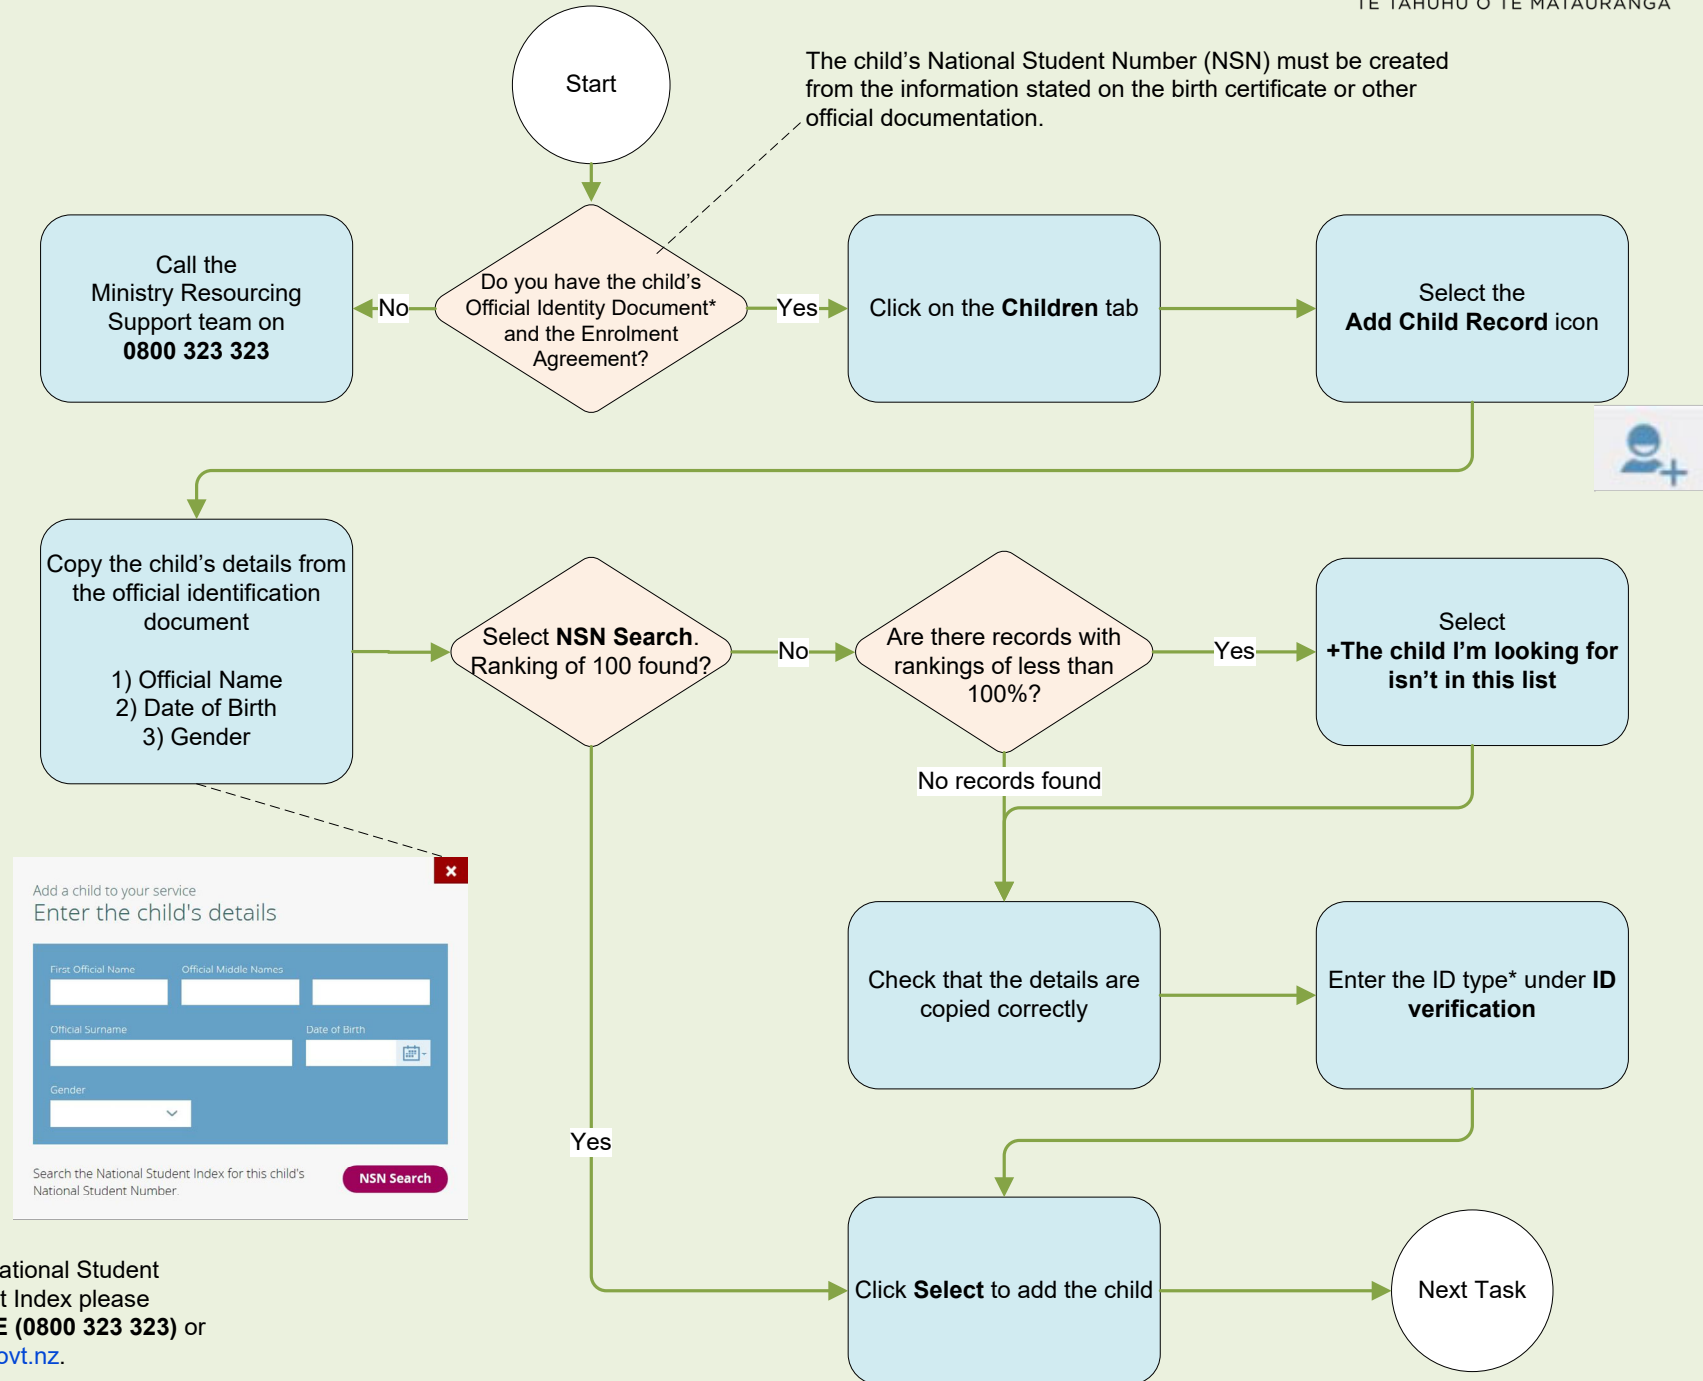 TE TĀHUHU O TE MĀTAURANGA
Start
The child’s National Student Number (NSN) must be created
from the information stated on the birth certificate or other
official documentation.
Call the
Ministry Resourcing
Support team on
0800 323 323
No
Do you have the child’s
Official Identity Document*
and the Enrolment
Agreement?
Yes
Click on the Children tab
Select the
Add Child Record icon
Copy the child’s details from
the official identification
document
1) Official Name
2) Date of Birth
3) Gender
Select NSN Search.
Ranking of 100 found?
No
Are there records with
rankings of less than
100%?
Yes
Select
+The child I’m looking for
isn’t in this list
No records found
Add a child to your service
Enter the child's details
First Official Name
Official Middle Names
Official Surname
Date of Birth
Gender
Search the National Student Index for this child's
National Student Number.
NSN Search
Check that the details are
copied correctly
Enter the ID type* under ID
verification
Yes
Click Select to add the child
Next Task
ational Student
t Index please
E (0800 323 323) or
ovt.nz.